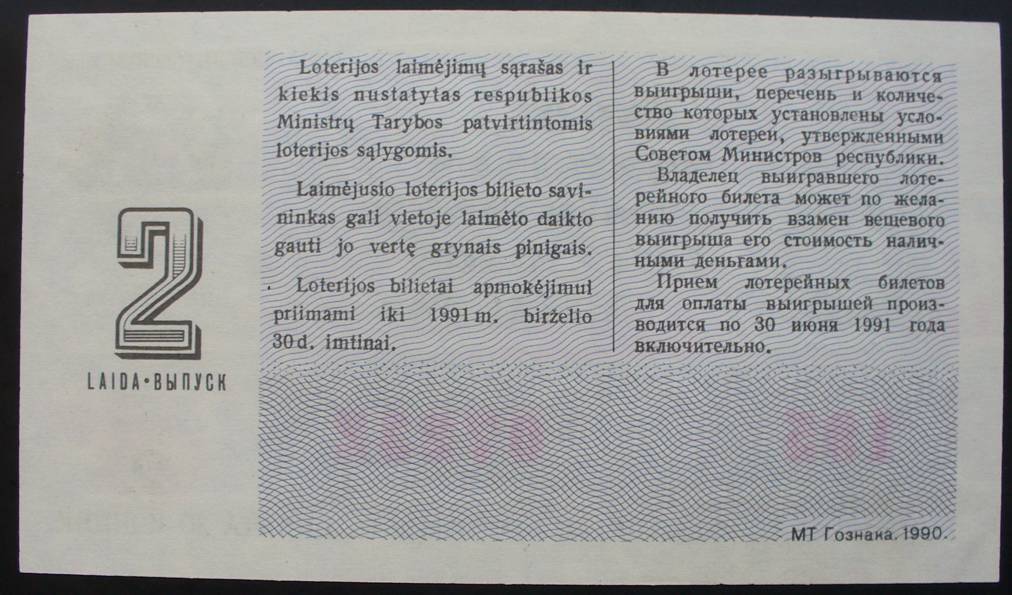 2
LAIDA•ВЫПУСК
Loterijos laimėjimų sąrašas ir
kiekis nustatytas respublikos
Ministrų Tarybos patvirtintomis
loterijos sąlygomis.
Laimėjusio loterijos bilieto savi-
ninkas gali vietoje laimėto daikto
gauti jo vertę grynais pinigais.
Loterijos bilietai apmokėjimui
priimami iki 1991 m. birželio
30 d. imtinai.
В лотерее разыгрываются
выигрыши, перечень и количе-
ство которых установлены усло-
виями лотереи, утвержденными
Советом Министров республики.
Владелец выигравшего лоте-
рейного билета может по жела-
нию получить взамен вещевого
выигрыша его стоимость налич-
ными деньгами.
Прием лотерейных билетов
для оплаты выигрышей произ-
водится по 30 июня 1991 года
включительно.
МТ Гознака. 1990.